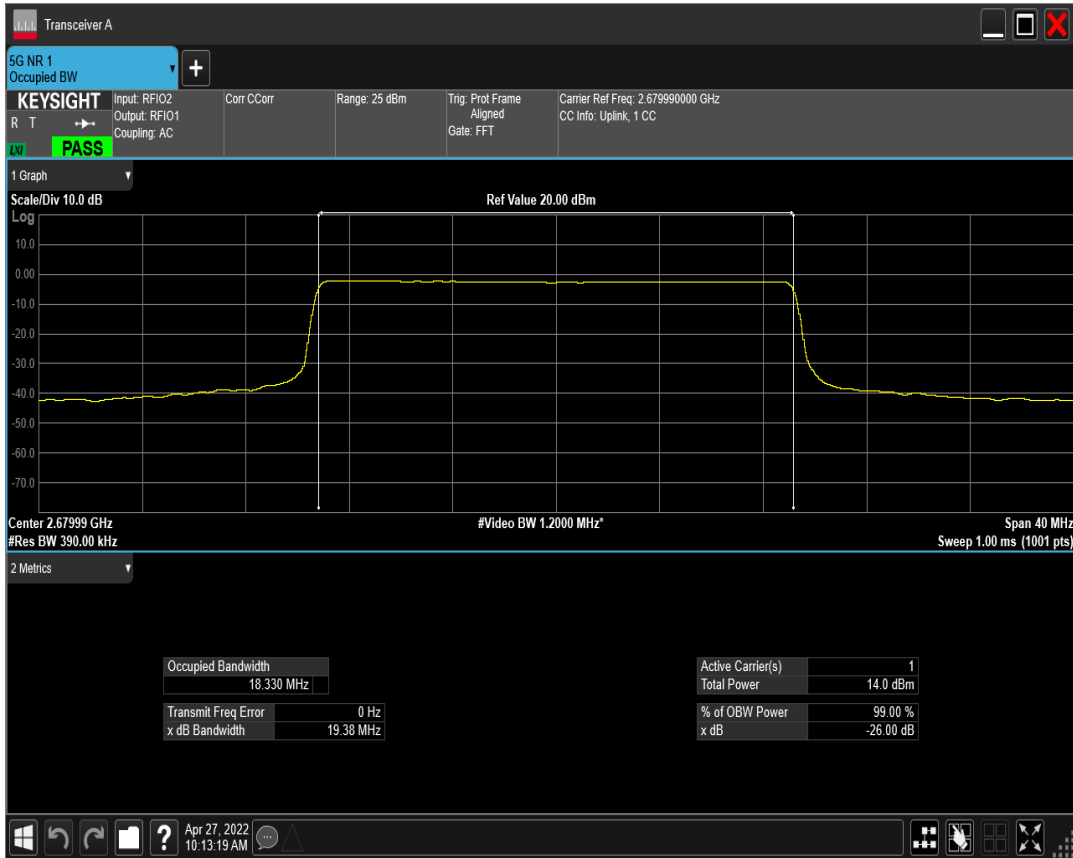 Transceiver A
5G NR 1
Occupied BW
KEYSIGHT
R T
LXI
PASS
Input: RFIO2
Output: RFIO1
Coupling: AC
Corr CCorr
Range: 25 dBm
Trig: Prot Frame
Aligned
Gate: FFT
Carrier Ref Freq: 2.679990000 GHz
CC Info: Uplink, 1 CC
1 Graph
Scale/Div 10.0 dB
Ref Value 20.00 dBm
Log
10.0
0.00
-10.0
-20.0
-30.0
-40.0
-50.0
-60.0
-70.0
Center 2.67999 GHz
#Video BW 1.2000 MHz*
Span 40 MHz
#Res BW 390.00 kHz
Sweep 1.00 ms (1001 pts)
2 Metrics
Occupied Bandwidth
18.330 MHz
Transmit Freq Error 0 Hz
x dB Bandwidth 19.38 MHz
Active Carrier(s) 1
Total Power 14.0 dBm
% of OBW Power 99.00 %
x dB -26.00 dB
?
Apr 27, 2022
10:13:19 AM